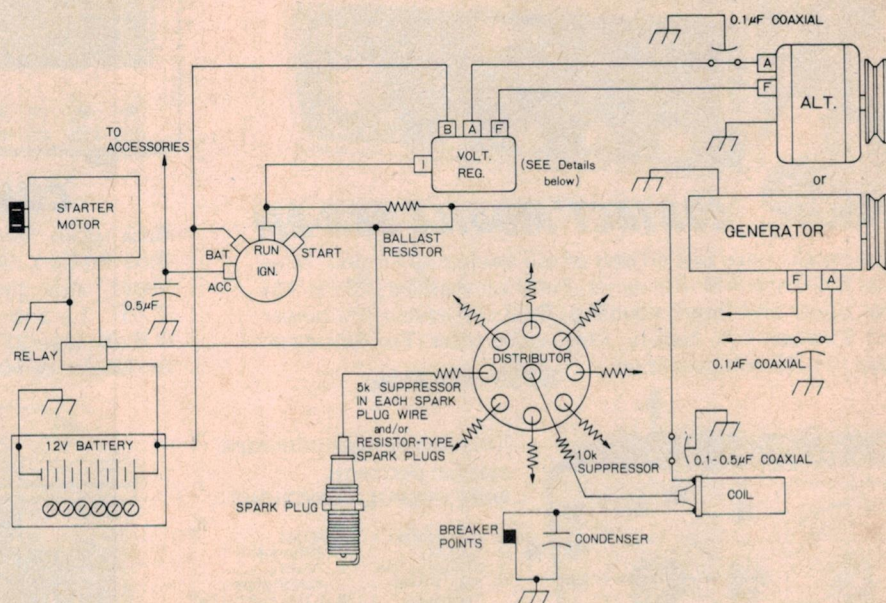 0.1µF COAXIAL
A
F
ALT.
or
B A F
VOLT.
REG.
I
(SEE Details
below)
TO
ACCESSORIES
STARTER
MOTOR
BAT
RUN
START
IGN.
ACC
BALLAST
RESISTOR
0.5µF
GENERATOR
F A
0.1µF COAXIAL
RELAY
DISTRIBUTOR
5k SUPPRESSOR
IN EACH SPARK
PLUG WIRE
and/or
RESISTOR-TYPE
SPARK PLUGS
10k
SUPPRESSOR
12V BATTERY
0.1-0.5µF COAXIAL
COIL
SPARK PLUG
BREAKER
POINTS
CONDENSER